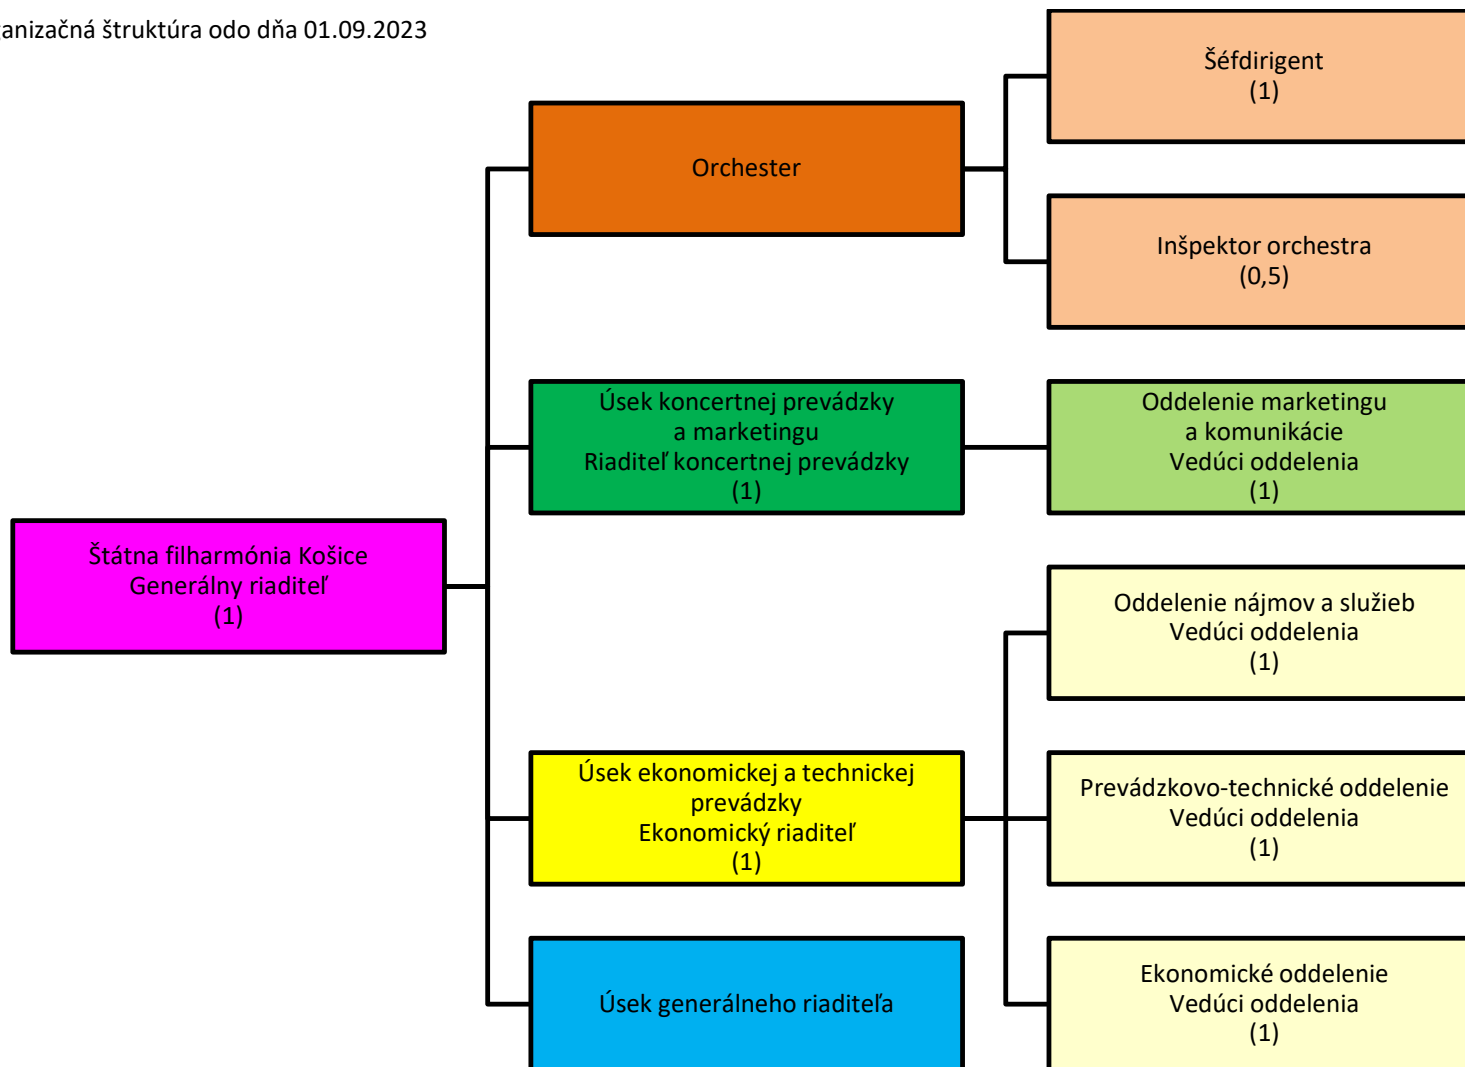 ganizačná štruktúra odo dňa 01.09.2023
Šéfdirigent
(1)
Orchester
Inšpektor orchestra
(0,5)
Úsek koncertnej prevádzky
a marketingu
Riaditeľ koncertnej prevádzky
(1)
Oddelenie marketingu
a komunikácie
Vedúci oddelenia
(1)
Štátna filharmónia Košice
Generálny riaditeľ
(1)
Oddelenie nájmov a služieb
Vedúci oddelenia
(1)
Úsek ekonomickej a technickej
prevádzky
Ekonomický riaditeľ
(1)
Prevádzkovo-technické oddelenie
Vedúci oddelenia
(1)
Úsek generálneho riaditeľa
Ekonomické oddelenie
Vedúci oddelenia
(1)